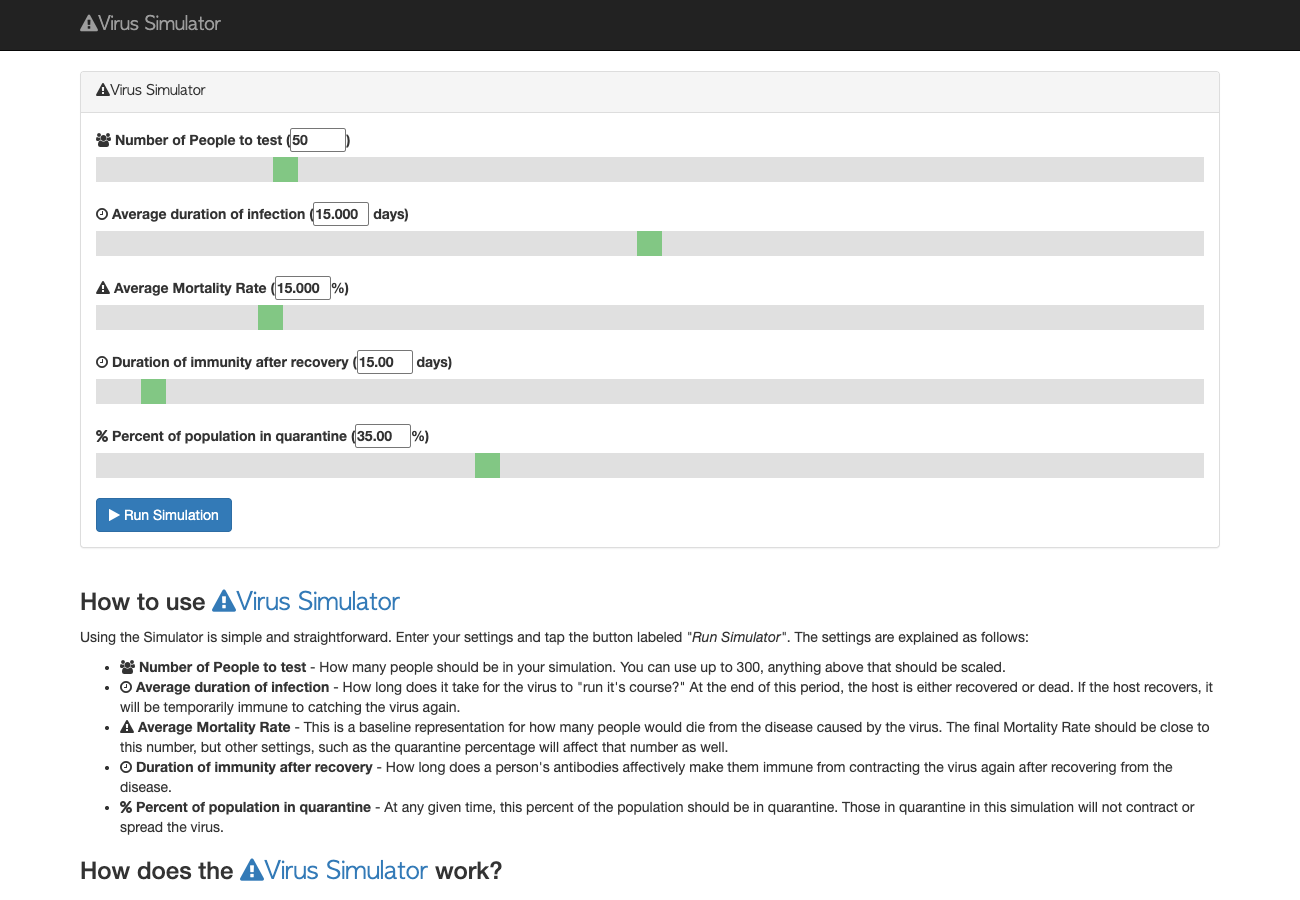 Virus Simulator
Virus Simulator
Number of People to test (50)
Average duration of infection (15.000 days)
Average Mortality Rate (15.000%)
Duration of immunity after recovery (15.00 days)
% Percent of population in quarantine (35.00%)
Run Simulation
How to use Virus Simulator
Using the Simulator is simple and straightforward. Enter your settings and tap the button labeled "Run Simulator". The settings are explained as follows:
• Number of People to test - How many people should be in your simulation. You can use up to 300, anything above that should be scaled.
• Average duration of infection - How long does it take for the virus to "run it's course?" At the end of this period, the host is either recovered or dead. If the host recovers, it
will be temporarily immune to catching the virus again.
• Average Mortality Rate - This is a baseline representation for how many people would die from the disease caused by the virus. The final Mortality Rate should be close to
this number, but other settings, such as the quarantine percentage will affect that number as well.
• Duration of immunity after recovery - How long does a person's antibodies affectively make them immune from contracting the virus again after recovering from the
disease.
• % Percent of population in quarantine - At any given time, this percent of the population should be in quarantine. Those in quarantine in this simulation will not contract or
spread the virus.
How does the Virus Simulator work?